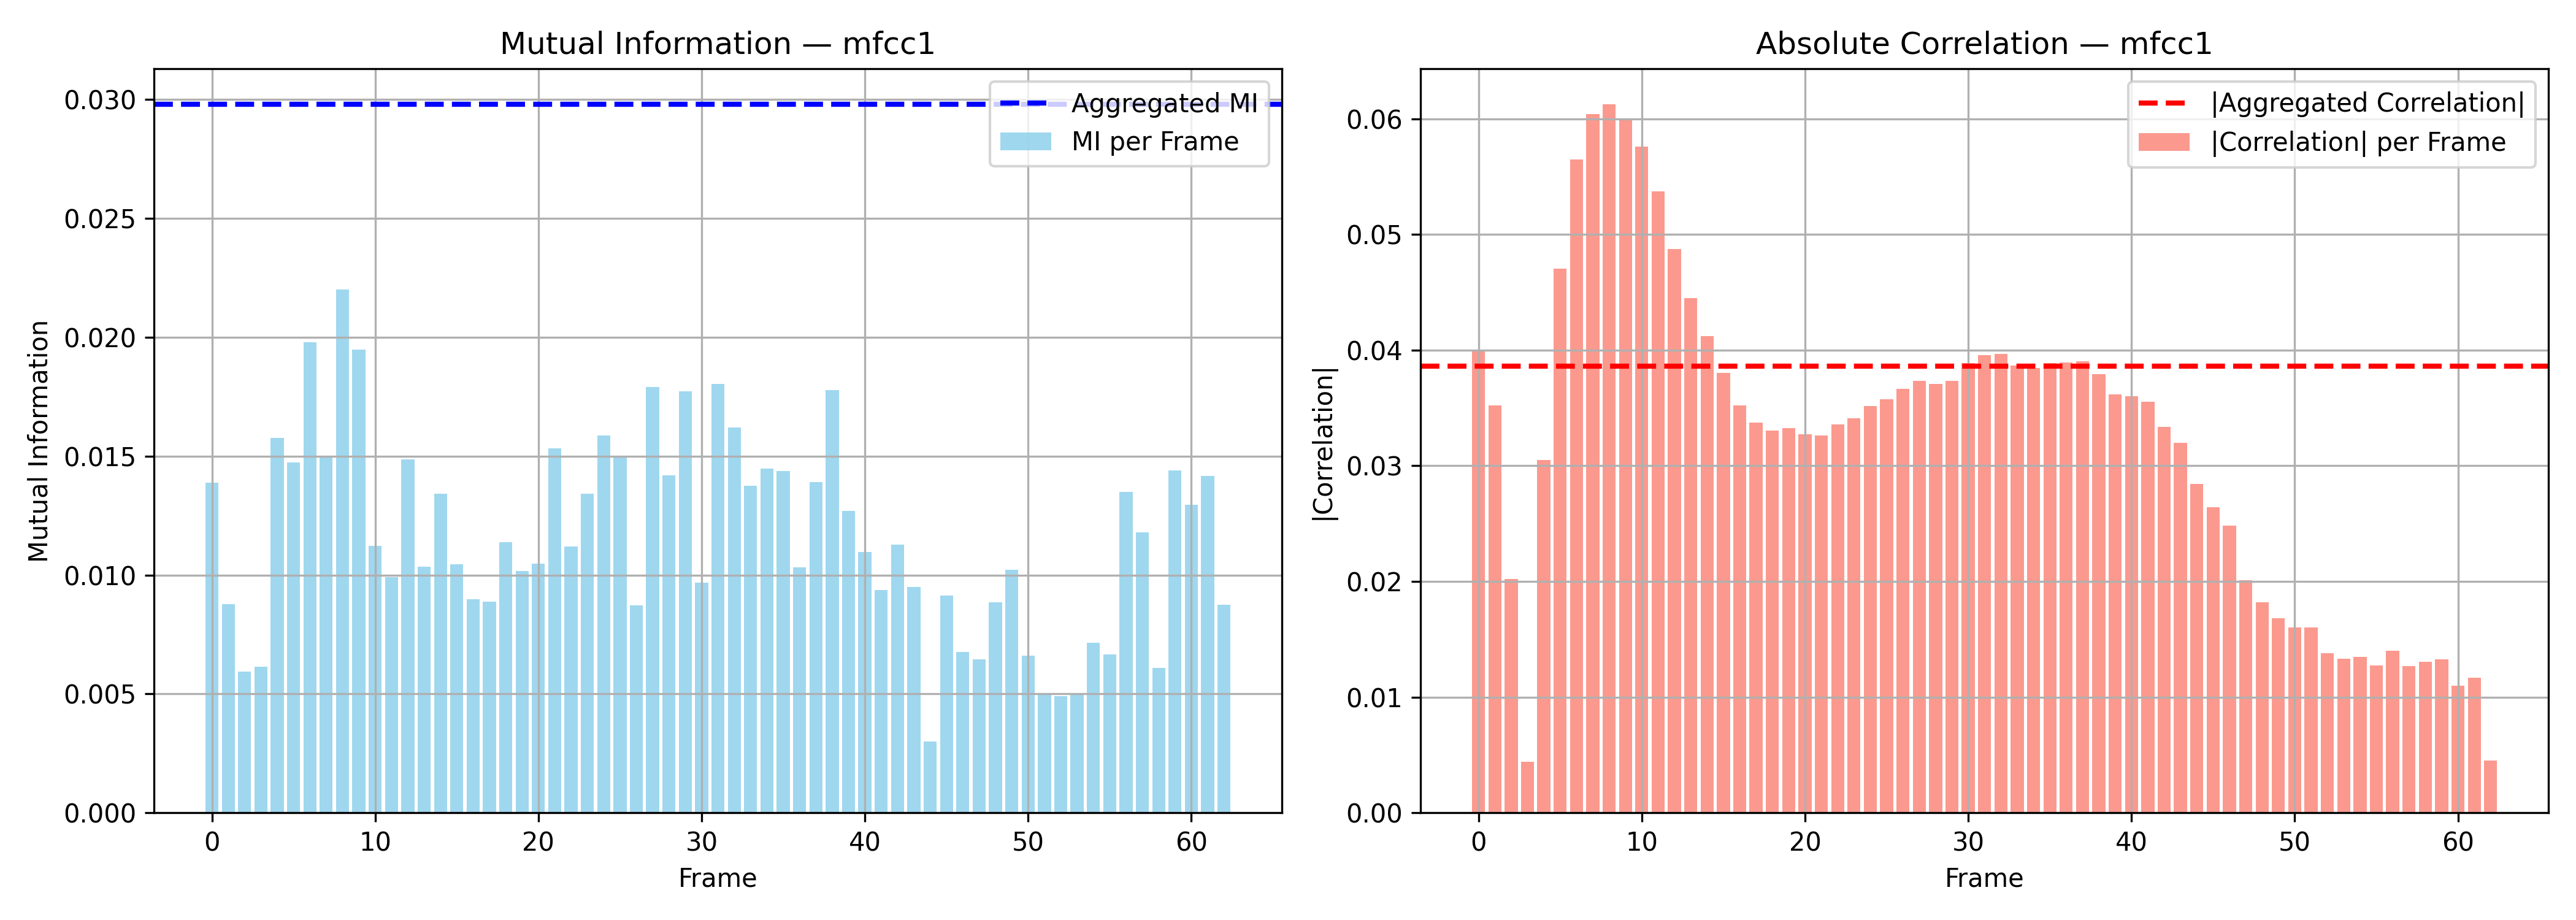 Mutual Information — mfcc1
Mutual Information
0.030
0.025
0.020
0.015
0.010
0.005
0.000
Aggregated MI
MI per Frame
0 10 20 30 40 50 60
Frame
Absolute Correlation — mfcc1
|Correlation|
0.06
0.05
0.04
0.03
0.02
0.01
0.00
|Aggregated Correlation|
|Correlation| per Frame
0 10 20 30 40 50 60
Frame